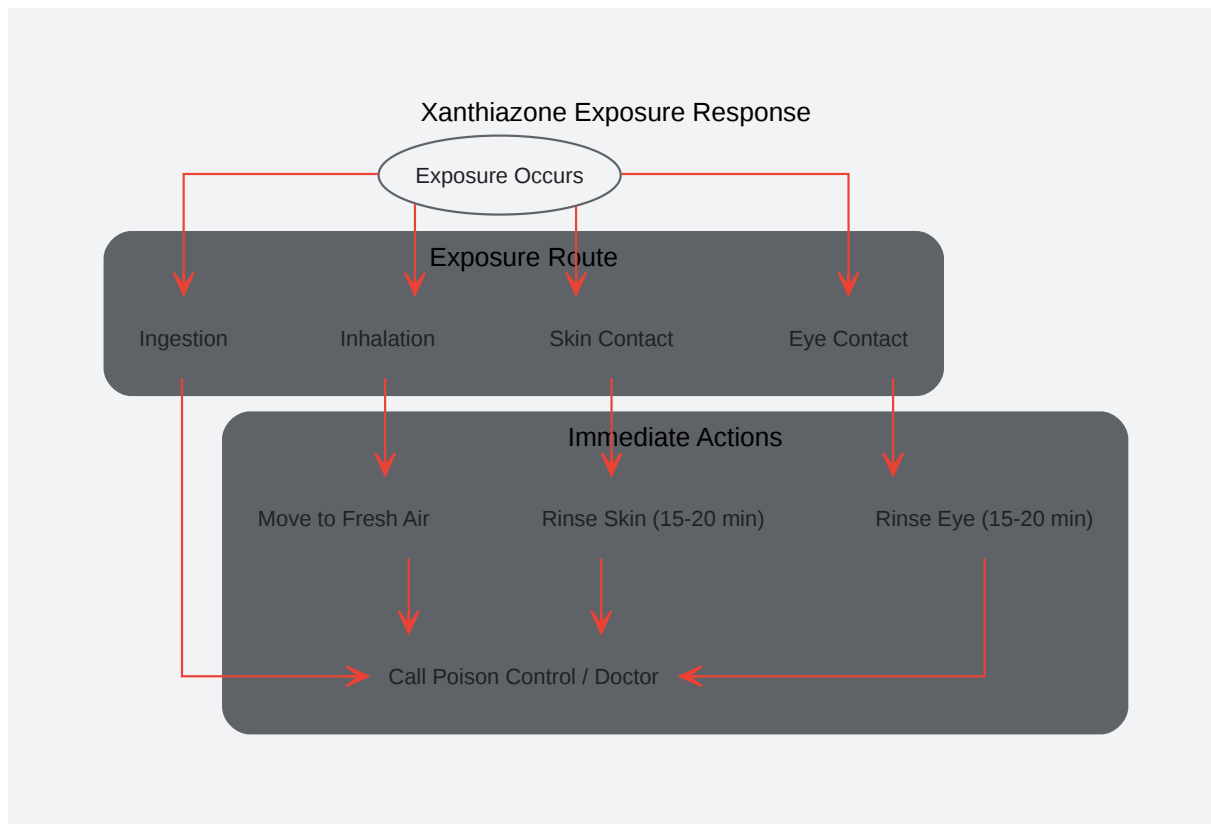 Xanthiazone Exposure Response
Exposure Occurs
Exposure Route
Ingestion
Inhalation
Skin Contact
Eye Contact
Immediate Actions
Move to Fresh Air
Rinse Skin (15-20 min)
Rinse Eye (15-20 min)
Call Poison Control / Doctor